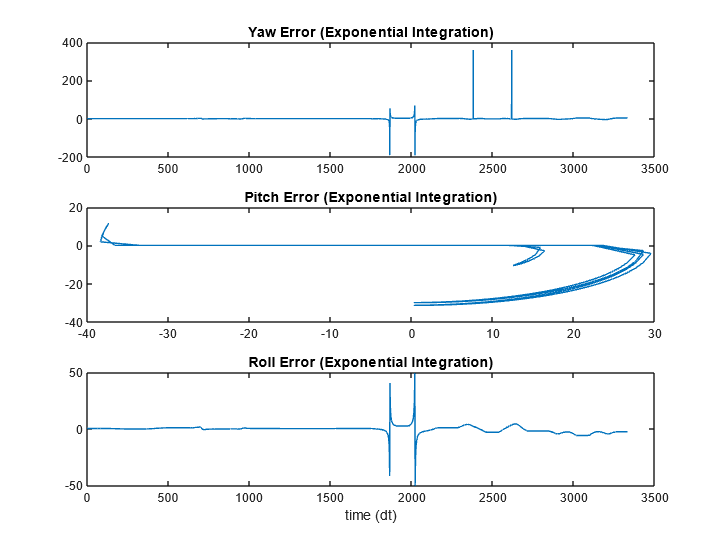 Yaw Error (Exponential Integration)
400
200
0
-200
0 500 1000 1500 2000 2500 3000 3500
Pitch Error (Exponential Integration)
20
0
-20
-40
-40 -30 -20 -10 0 10 20 30
Roll Error (Exponential Integration)
50
0
-50
0 500 1000 1500 2000 2500 3000 3500
time (dt)